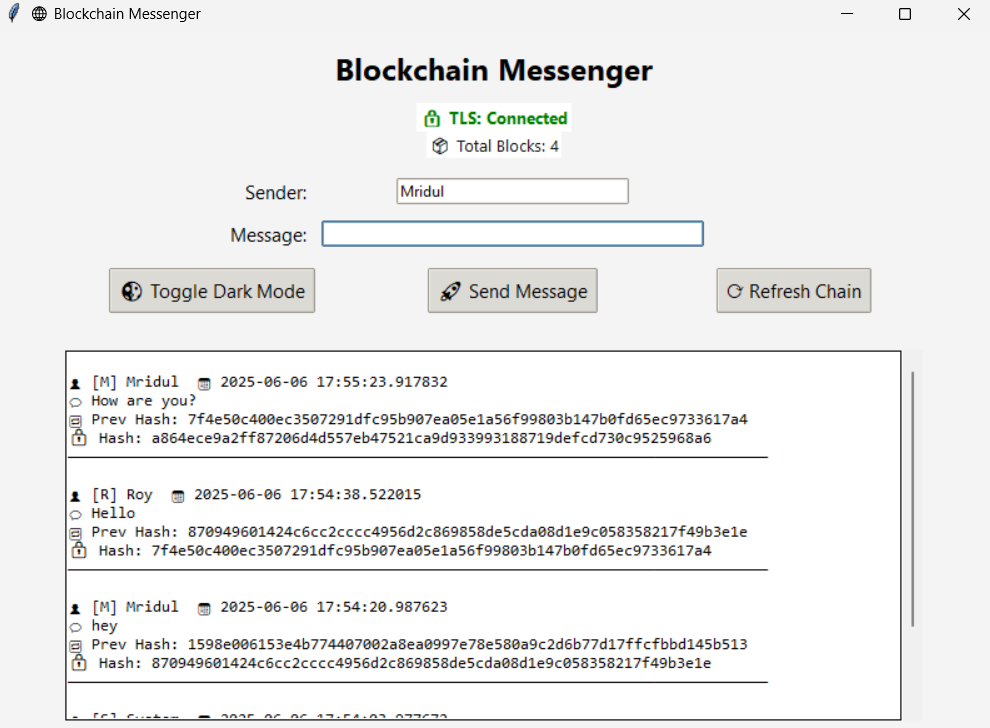 Blockchain Messenger
Blockchain Messenger
TLS: Connected
Total Blocks: 4
Sender: Mridul
Message:
Toggle Dark Mode Send Message Refresh Chain
[M] Mridul 2025-06-06 17:55:23.917832
How are you?
Prev Hash: 7f4e50c400ec3507291dfc95b907ea05e1a56f99803b147b0fd65ec9733617a4
Hash: a864ece9a2ff87206d4d557eb47521ca9d933993188719defcd730c9525968a6
[R] Roy 2025-06-06 17:54:38.522015
Hello
Prev Hash: 870949601424c6cc2cccc4956d2c869858de5cda08d1e9c058358217f49b3e1e
Hash: 7f4e50c400ec3507291dfc95b907ea05e1a56f99803b147b0fd65ec9733617a4
[M] Mridul 2025-06-06 17:54:20.987623
hey
Prev Hash: 1598e006153e4b774407002a8ea0997e78e580a9c2d6b77d17ffcfbbd145b513
Hash: 870949601424c6cc2cccc4956d2c869858de5cda08d1e9c058358217f49b3e1e
[S] System